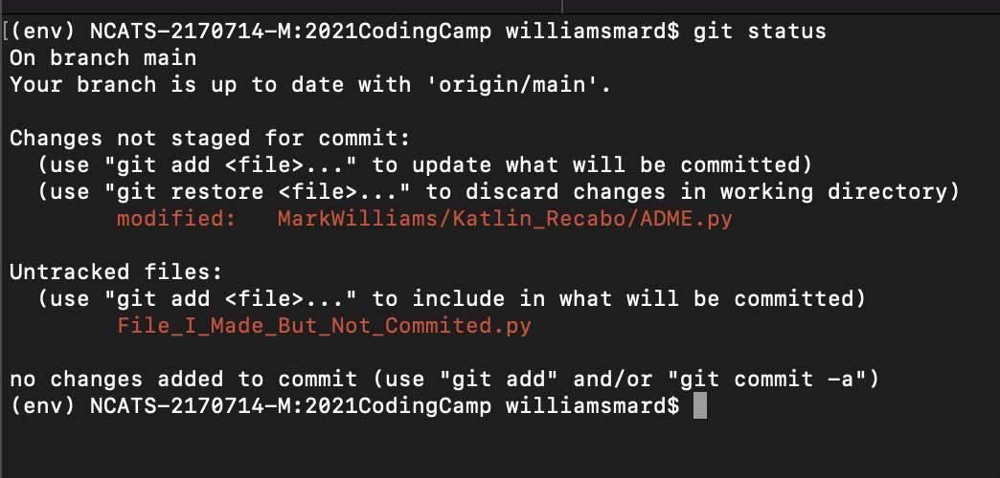 [(env) NCATS-2170714-M:2021CodingCamp williamsmard$ git status
On branch main
Your branch is up to date with 'origin/main'.

Changes not staged for commit:
  (use "git add <file>..." to update what will be committed)
  (use "git restore <file>..." to discard changes in working directory)
        modified:   MarkWilliams/Katlin_Recabo/ADME.py

Untracked files:
  (use "git add <file>..." to include in what will be committed)
        File_I_Made_But_Not_Commited.py

no changes added to commit (use "git add" and/or "git commit -a")
(env) NCATS-2170714-M:2021CodingCamp williamsmard$